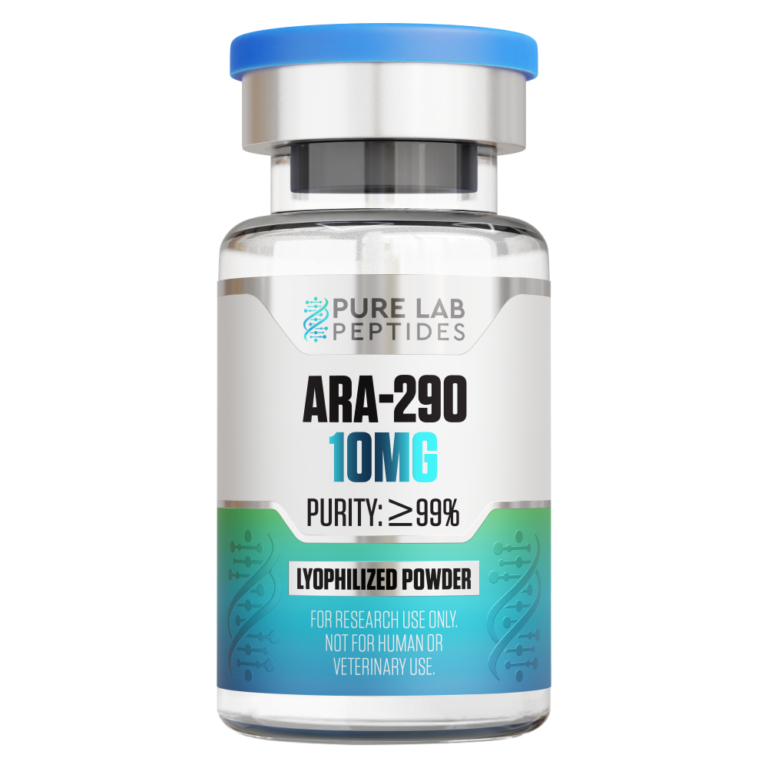 PURE LAB
PEPTIDES
ARA-290
10MG
PURITY: ≥99%
LYOPHILIZED POWDER
FOR RESEARCH USE ONLY.
NOT FOR HUMAN OR
VETERINARY USE.